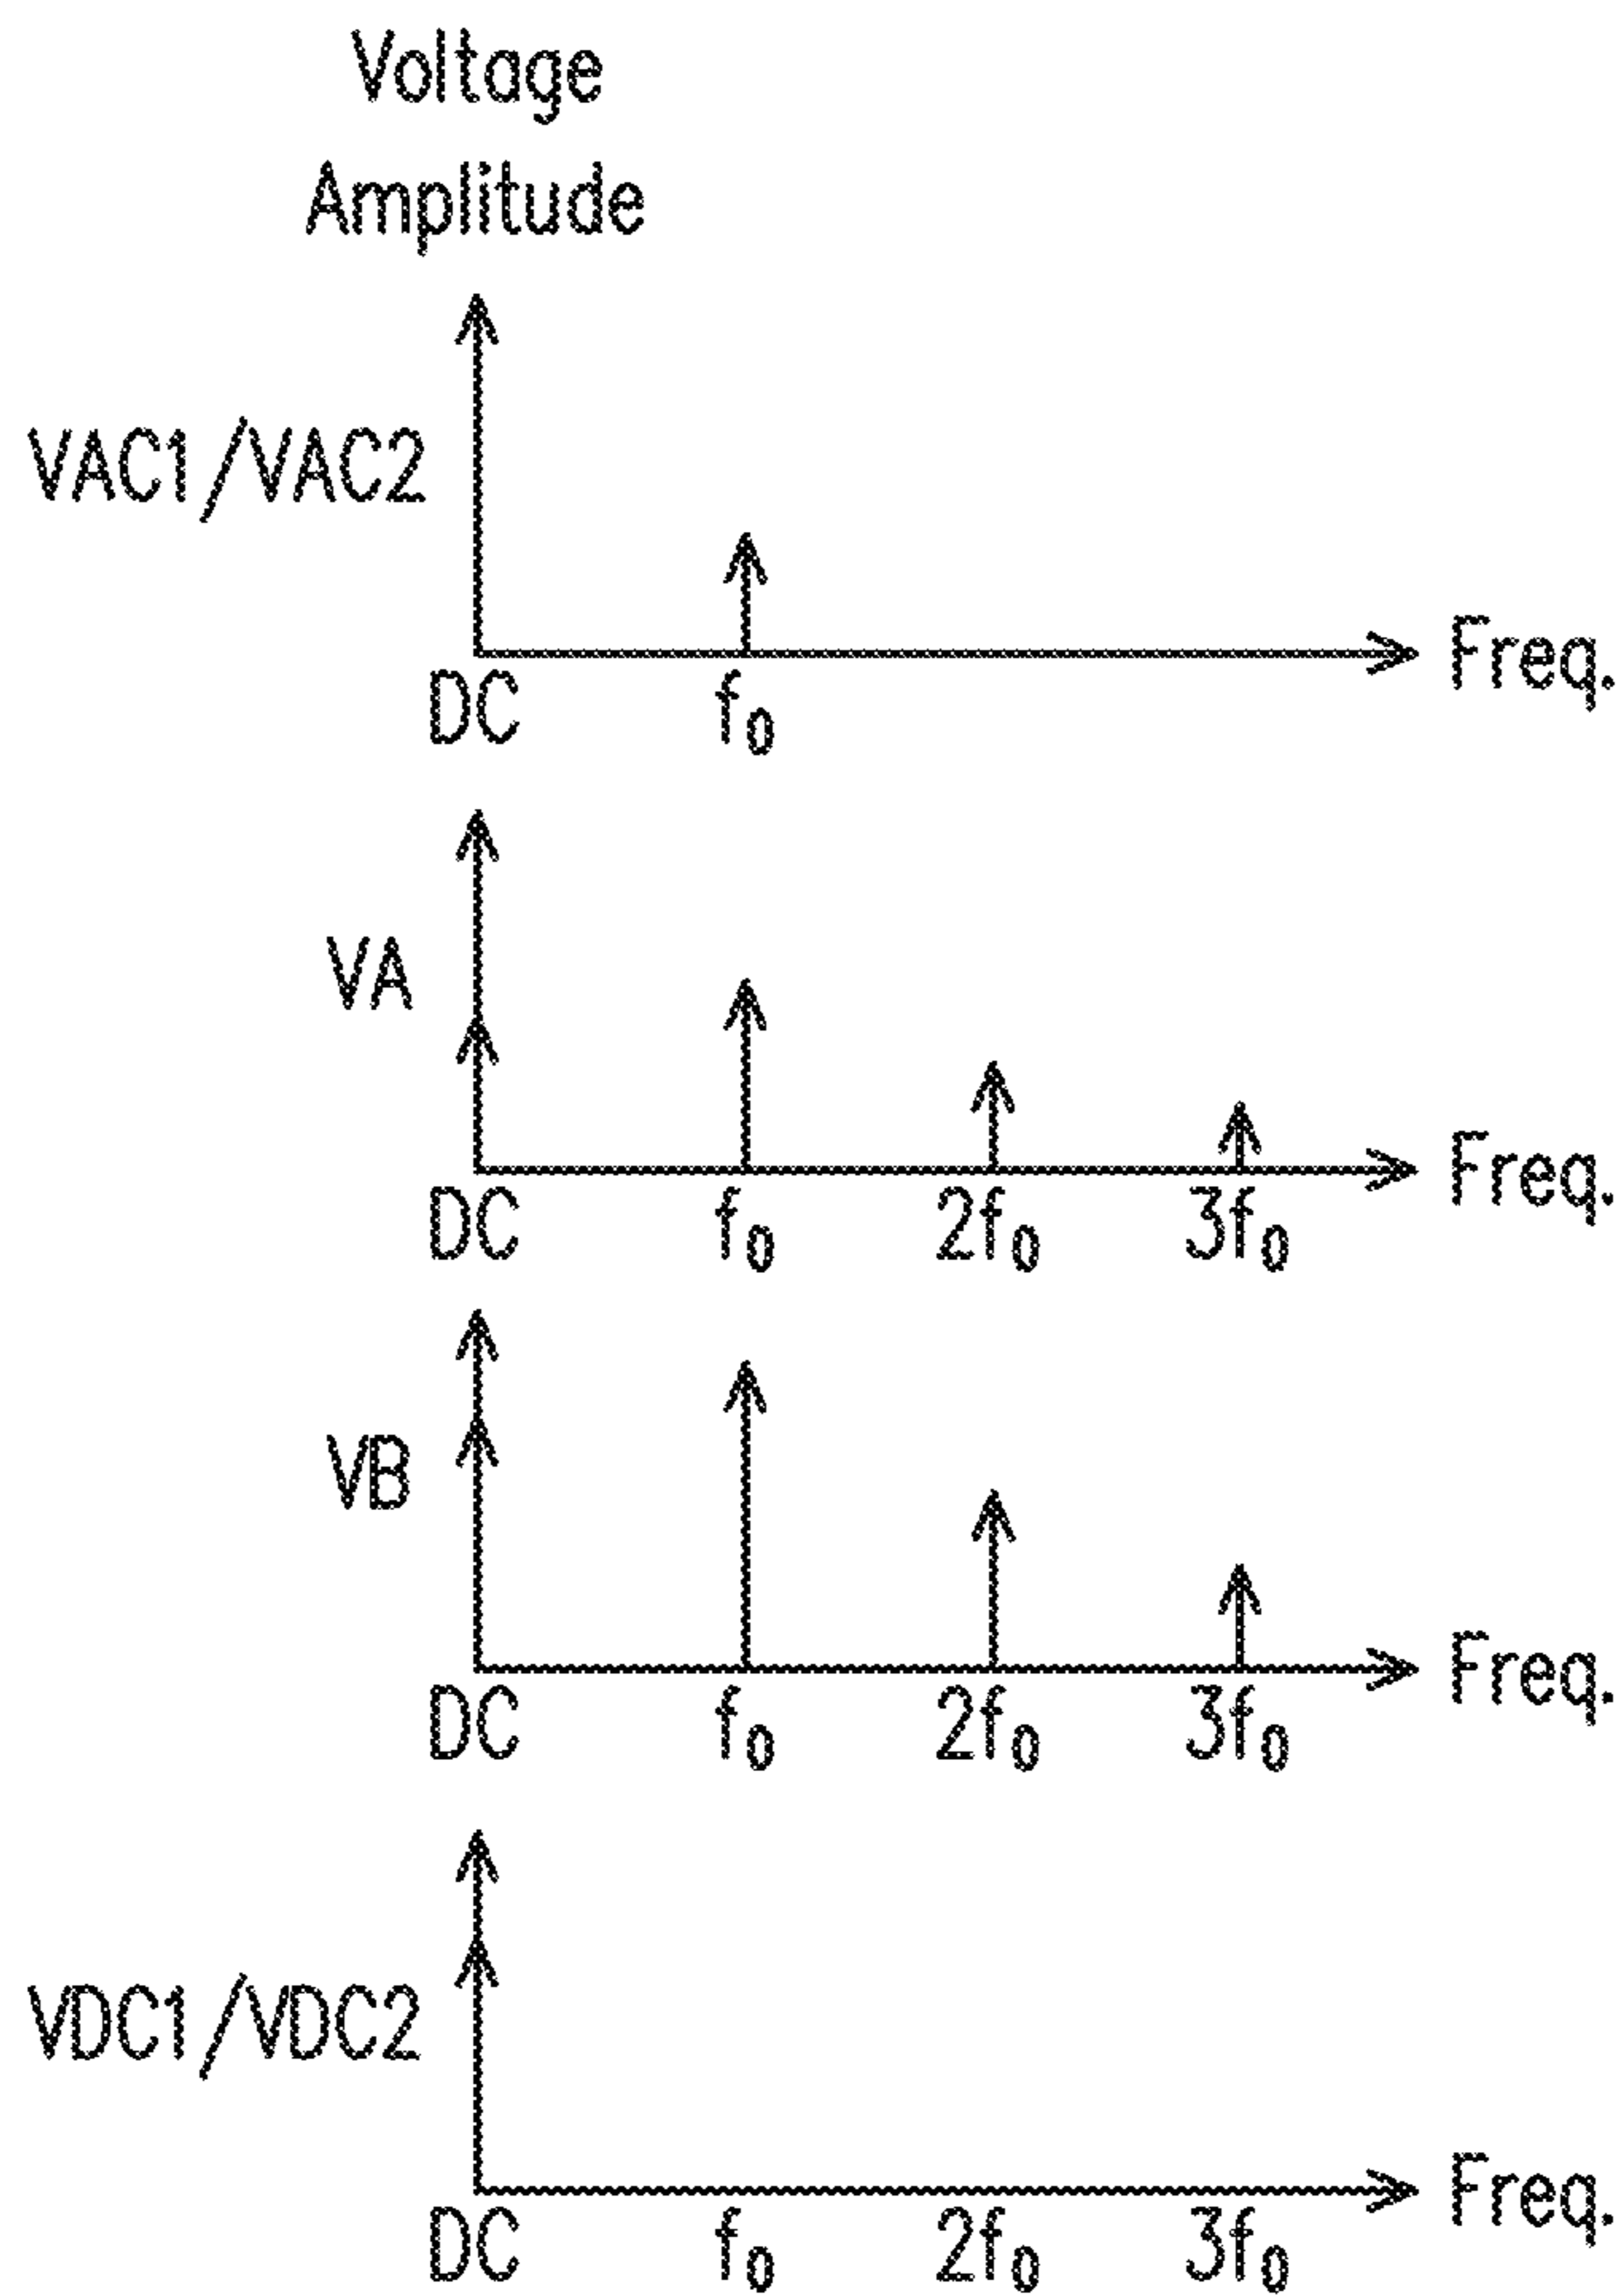 Voltage
Amplitude
VAC1/VAC2
Freq.
DC f0
VA
Freq.
DC f0 2f0 3f0
VB
Freq.
DC f0 2f0 3f0
VDC1/VDC2
Freq.
DC f0 2f0 3f0